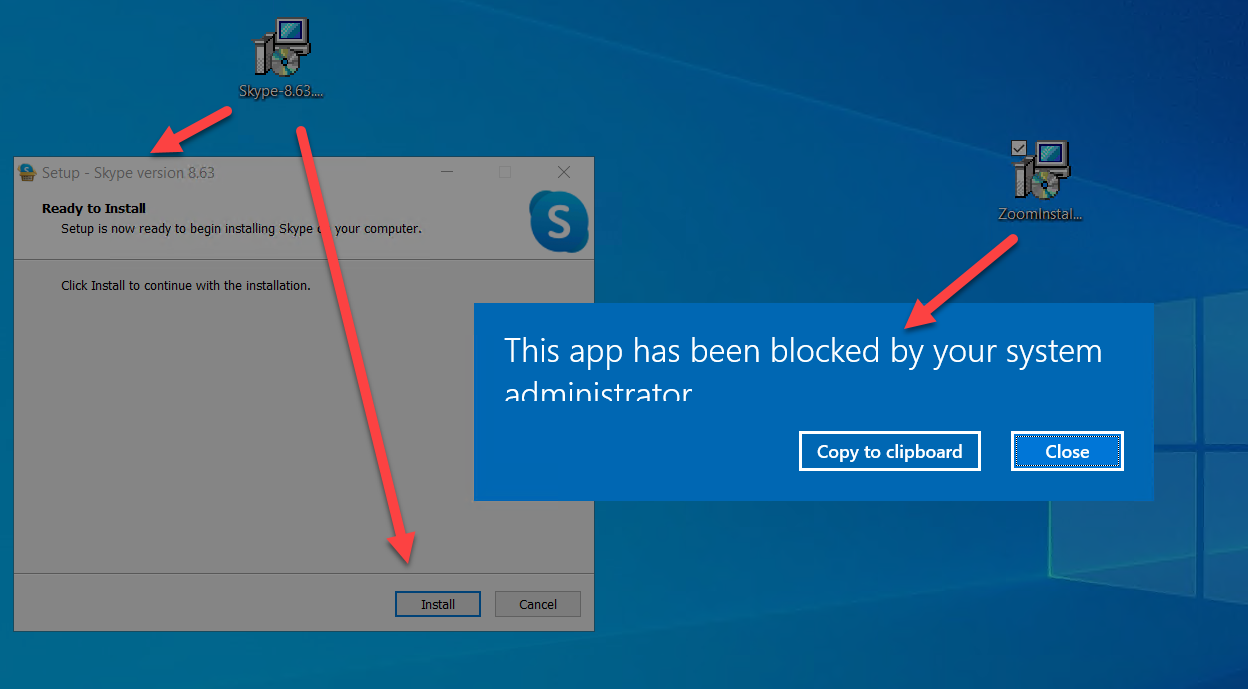 Skype-8.63....
Setup - Skype version 8.63
Ready to Install
Setup is now ready to begin installing Skype your computer.
Click Install to continue with the installation.
Install
Cancel
ZoomInstal...
This app has been blocked by your system
administrator
Copy to clipboard
Close